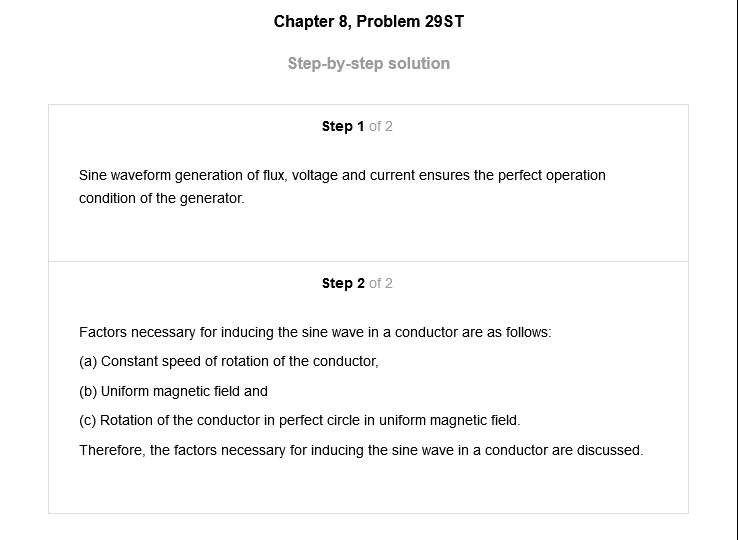 Chapter 8, Problem 29ST
Step-by-step solution
Step 1 of 2
Sine waveform generation of flux, voltage and current ensures the perfect operation
condition of the generator.
Step 2 of 2
Factors necessary for inducing the sine wave in a conductor are as follows:
(a) Constant speed of rotation of the conductor,
(b) Uniform magnetic field and
(c) Rotation of the conductor in perfect circle in uniform magnetic field.
Therefore, the factors necessary for inducing the sine wave in a conductor are discussed.